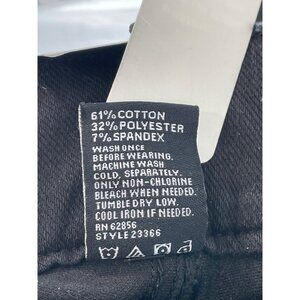 61% COTTON
32% POLYESTER
7% SPANDEX
WASH ONCE
BEFORE WEARING.
MACHINE WASH
COLD, SEPARATELY.
ONLY NON-CHLORINE
BLEACH WHEN NEEDED.
TUMBLE DRY LOW.
COOL IRON IF NEEDED.
RN 62856
STYLE 23366